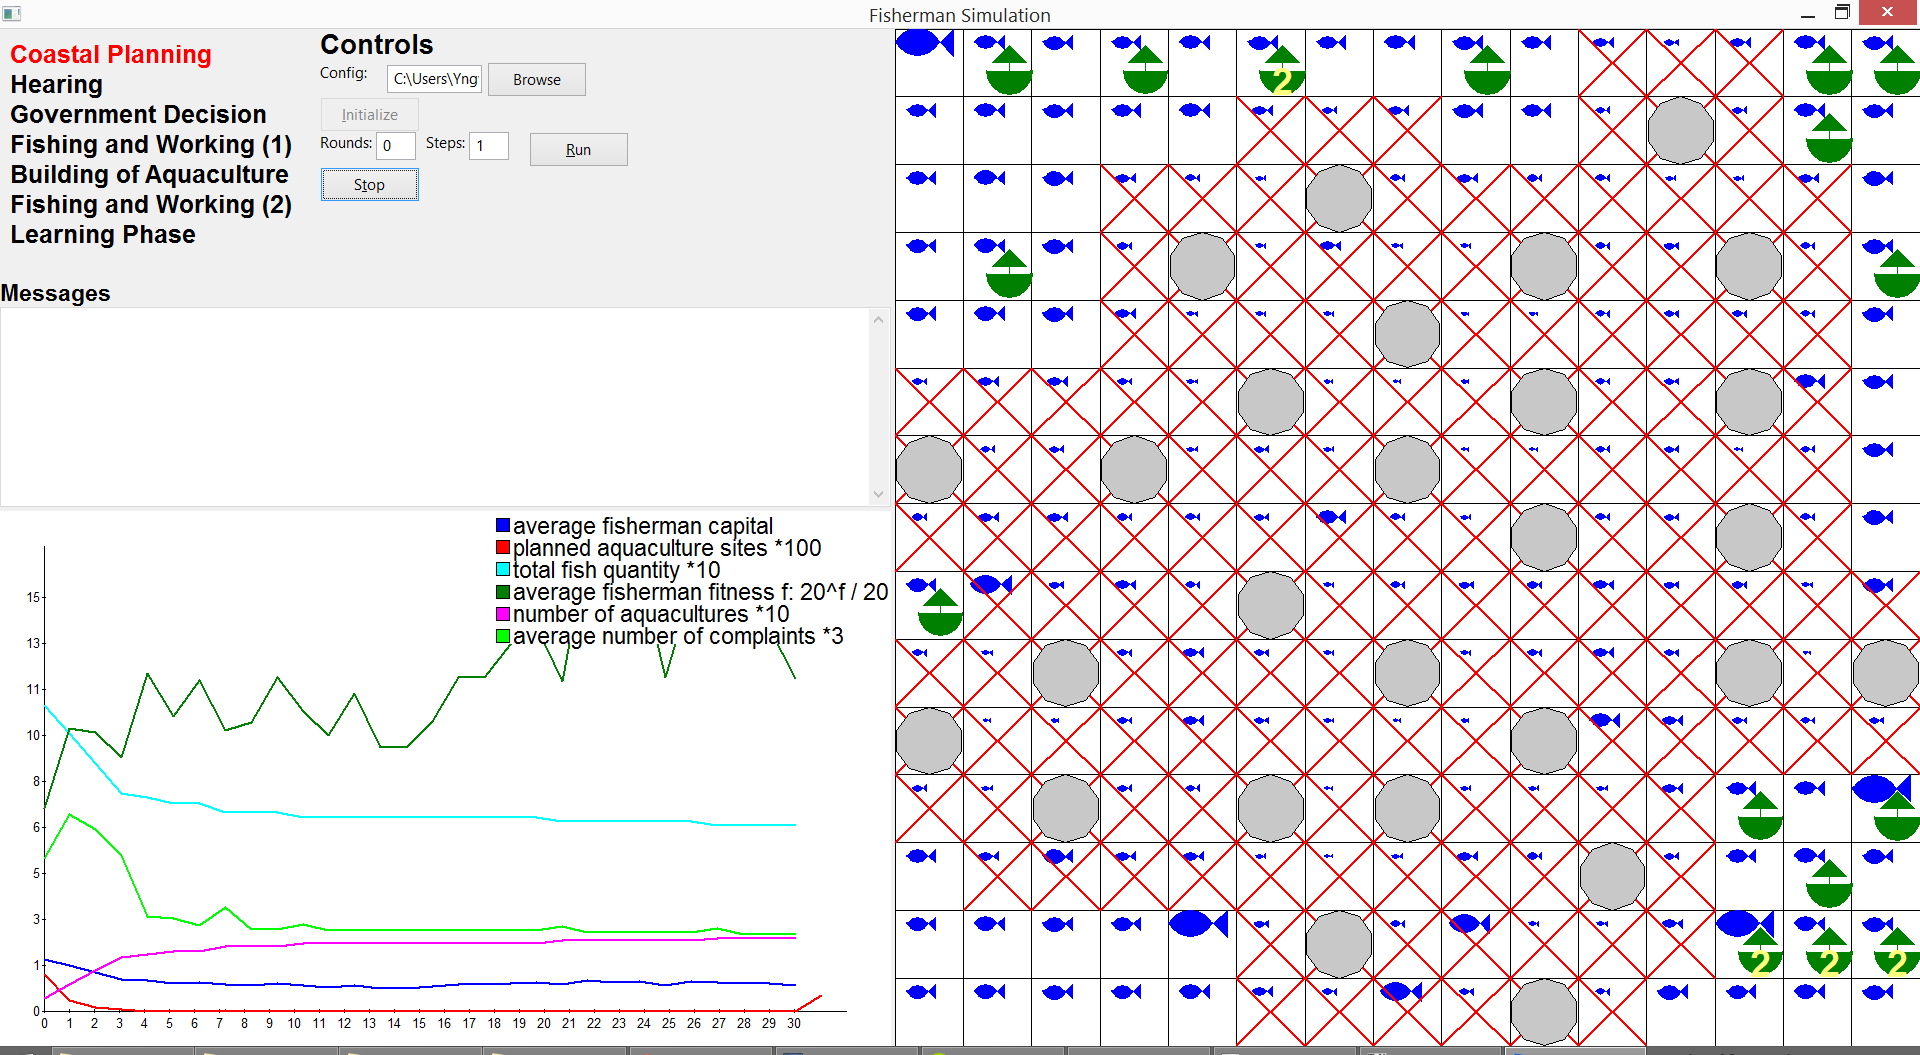 Fisherman Simulation
Coastal Planning
Hearing
Government Decision
Fishing and Working (1)
Building of Aquaculture
Fishing and Working (2)
Learning Phase
Controls
Config: C:\Users\Yng Browse
Initialize
Rounds: 0 Steps: 1 Run
Stop
Messages
average fisherman capital
planned aquaculture sites *100
total fish quantity *10
average fisherman fitness f: 20^f / 20
number of aquacultures *10
average number of complaints *3
15
13
11
10
8
6
5
3
1
0
0 1 2 3 4 5 6 7 8 9 10 11 12 13 14 15 16 17 18 19 20 21 22 23 24 25 26 27 28 29 30
2
2 2 2